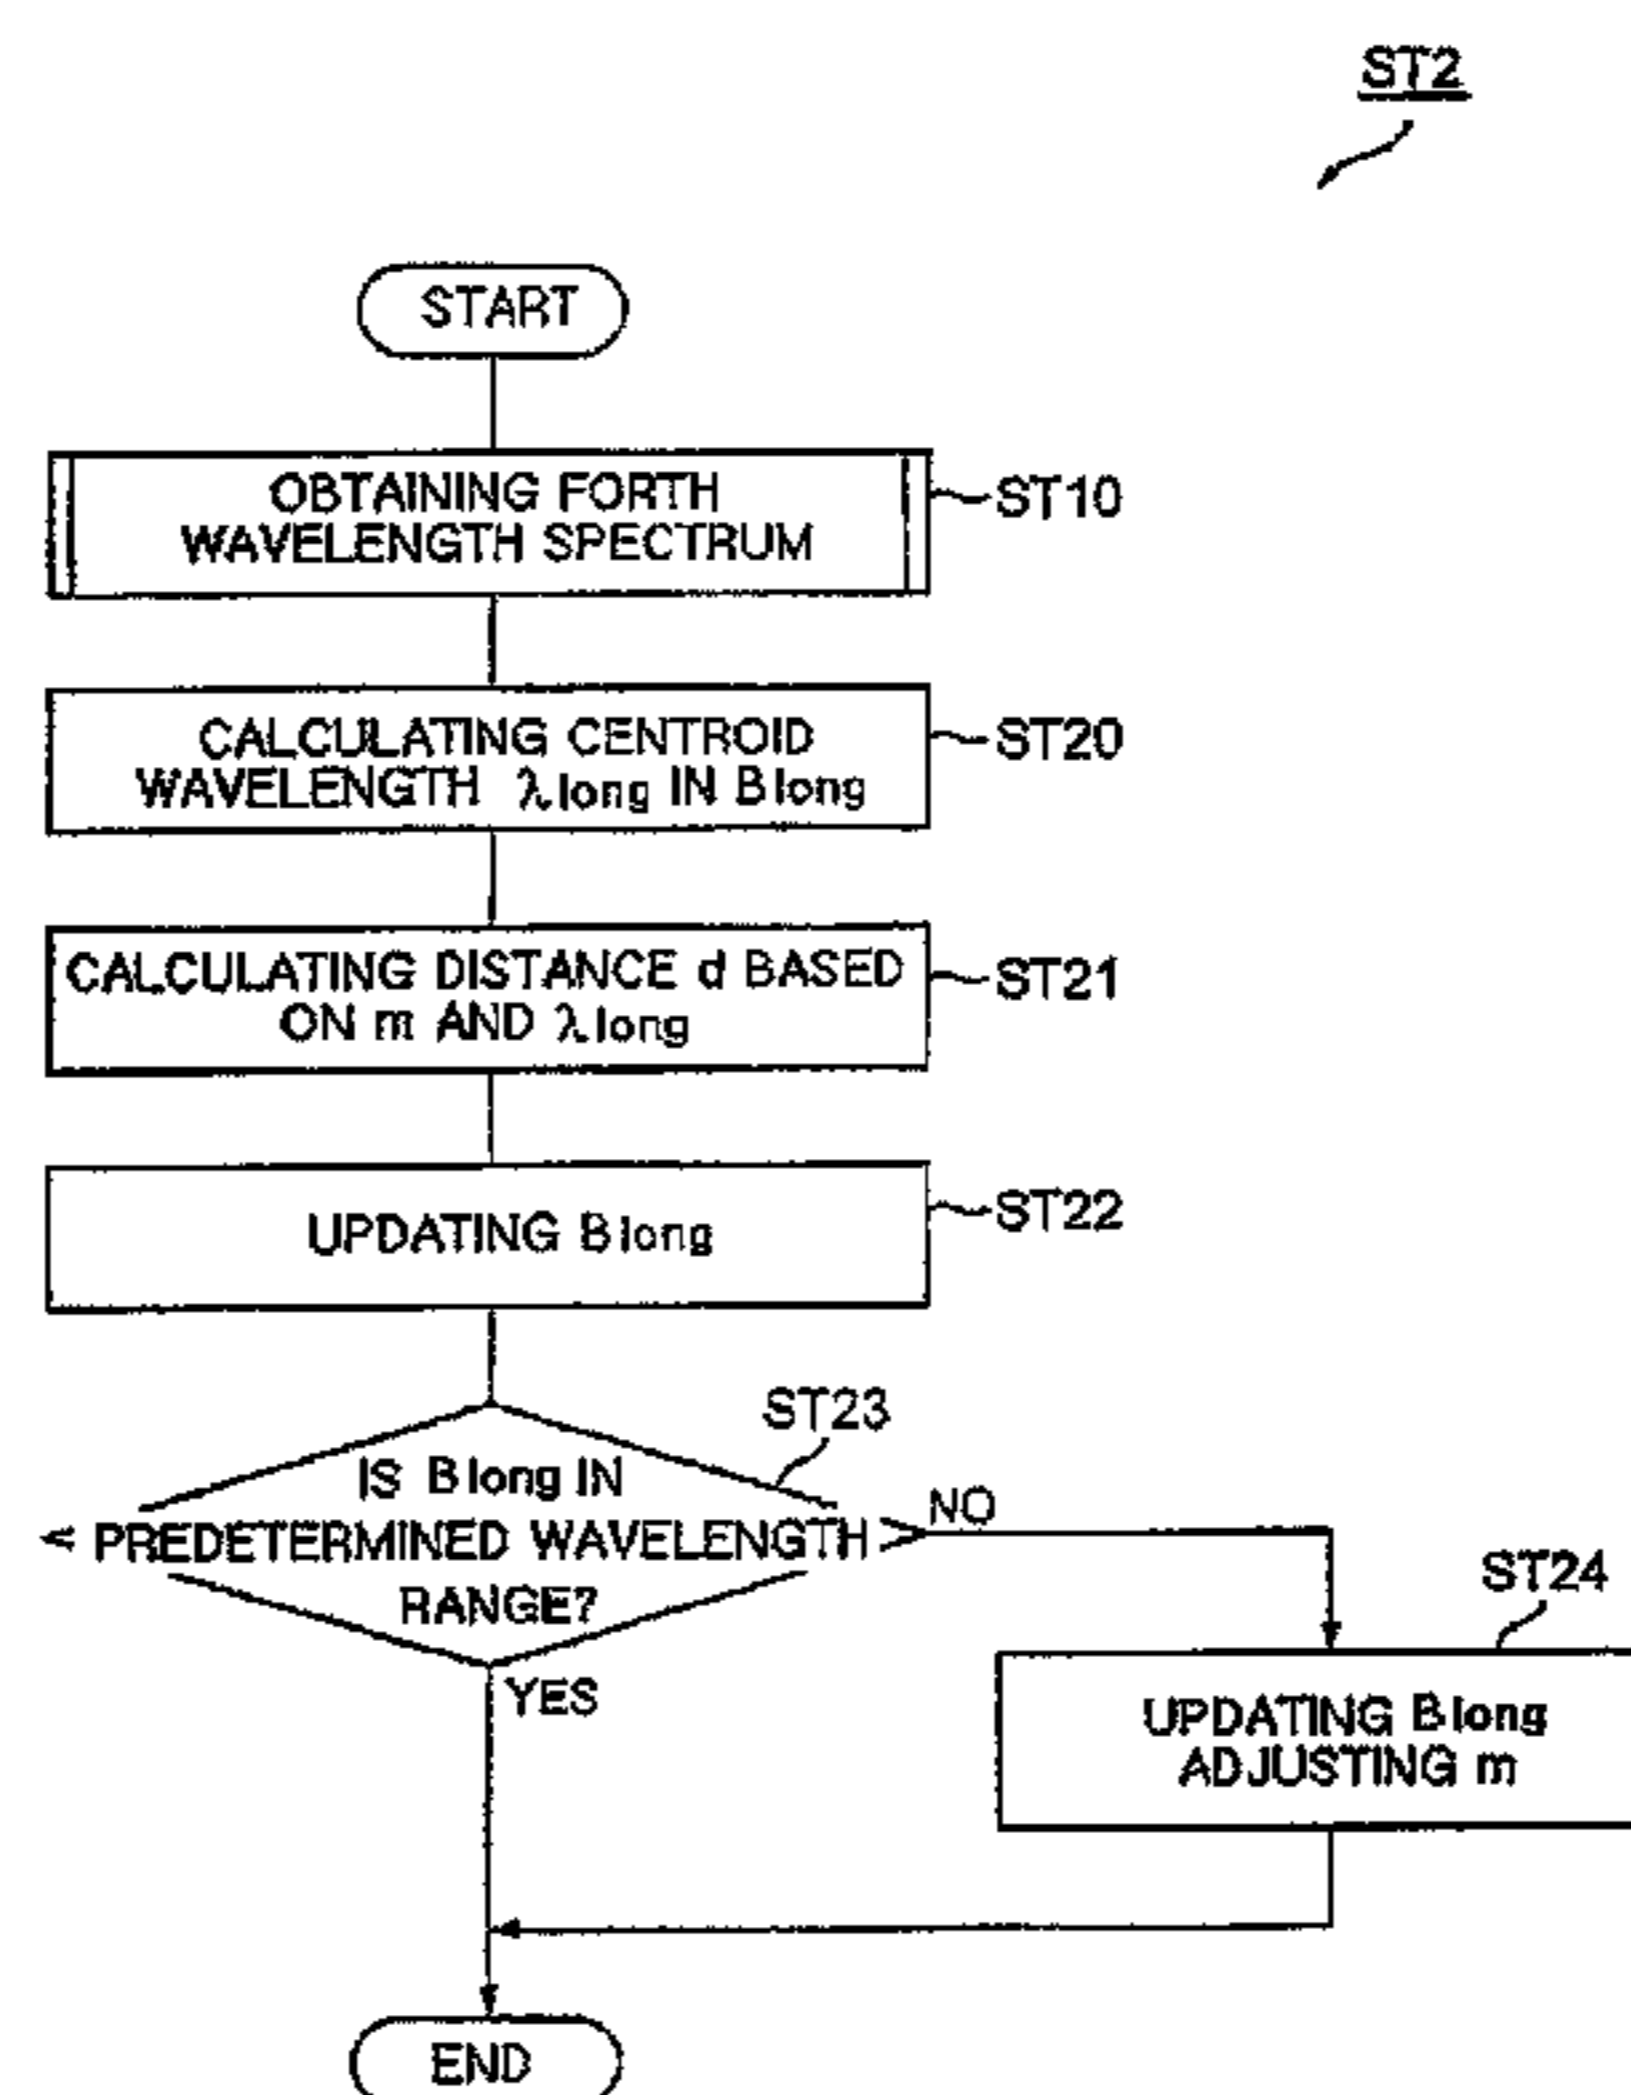 ST2
START
OBTAINING FORTH
WAVELENGTH SPECTRUM
ST10
CALCULATING CENTROID
WAVELENGTH λlong IN Blong
ST20
CALCULATING DISTANCE d BASED
ON m AND λlong
ST21
UPDATING Blong
ST22
ST23
IS Blong IN
PREDETERMINED WAVELENGTH
RANGE?
NO
YES
ST24
UPDATING Blong
ADJUSTING m
END